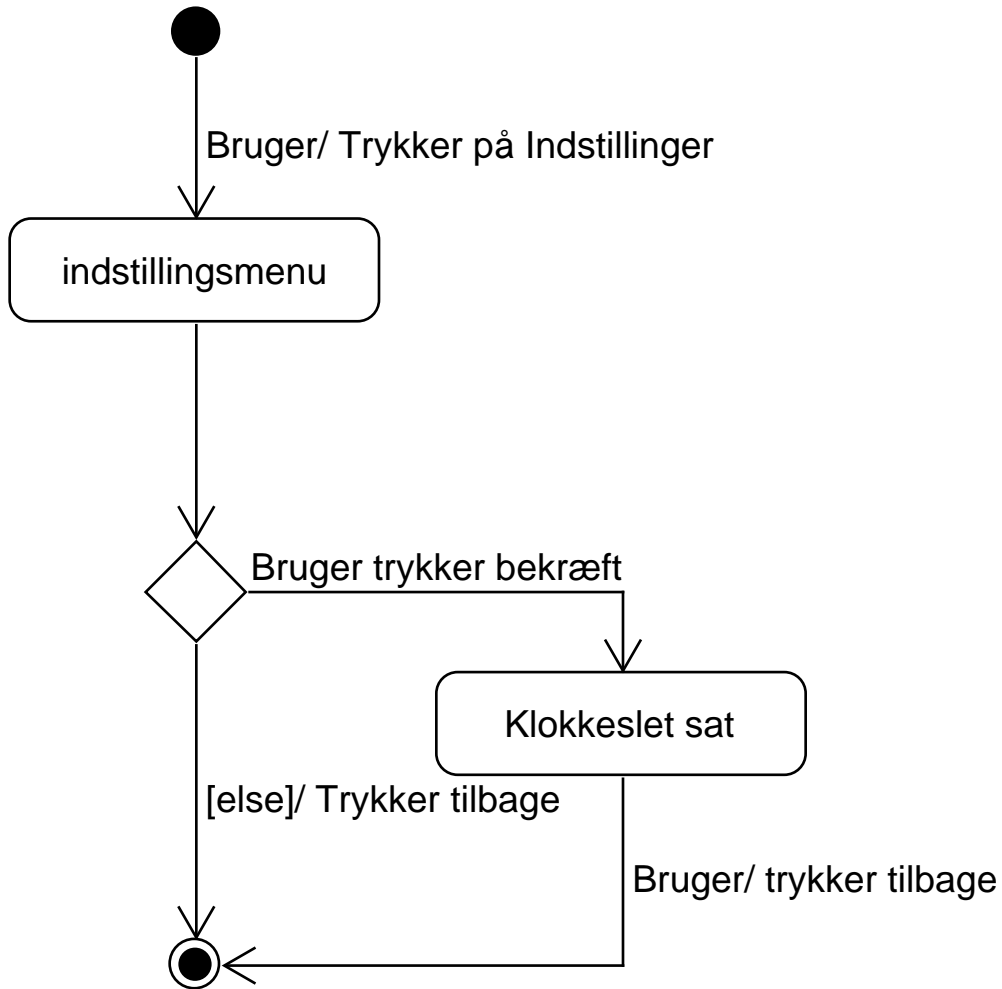 Bruger/ Trykker på Indstillinger
indstillingsmenu
Bruger trykker bekræft
Klokkeslet sat
[else]/ Trykker tilbage
Bruger/ trykker tilbage